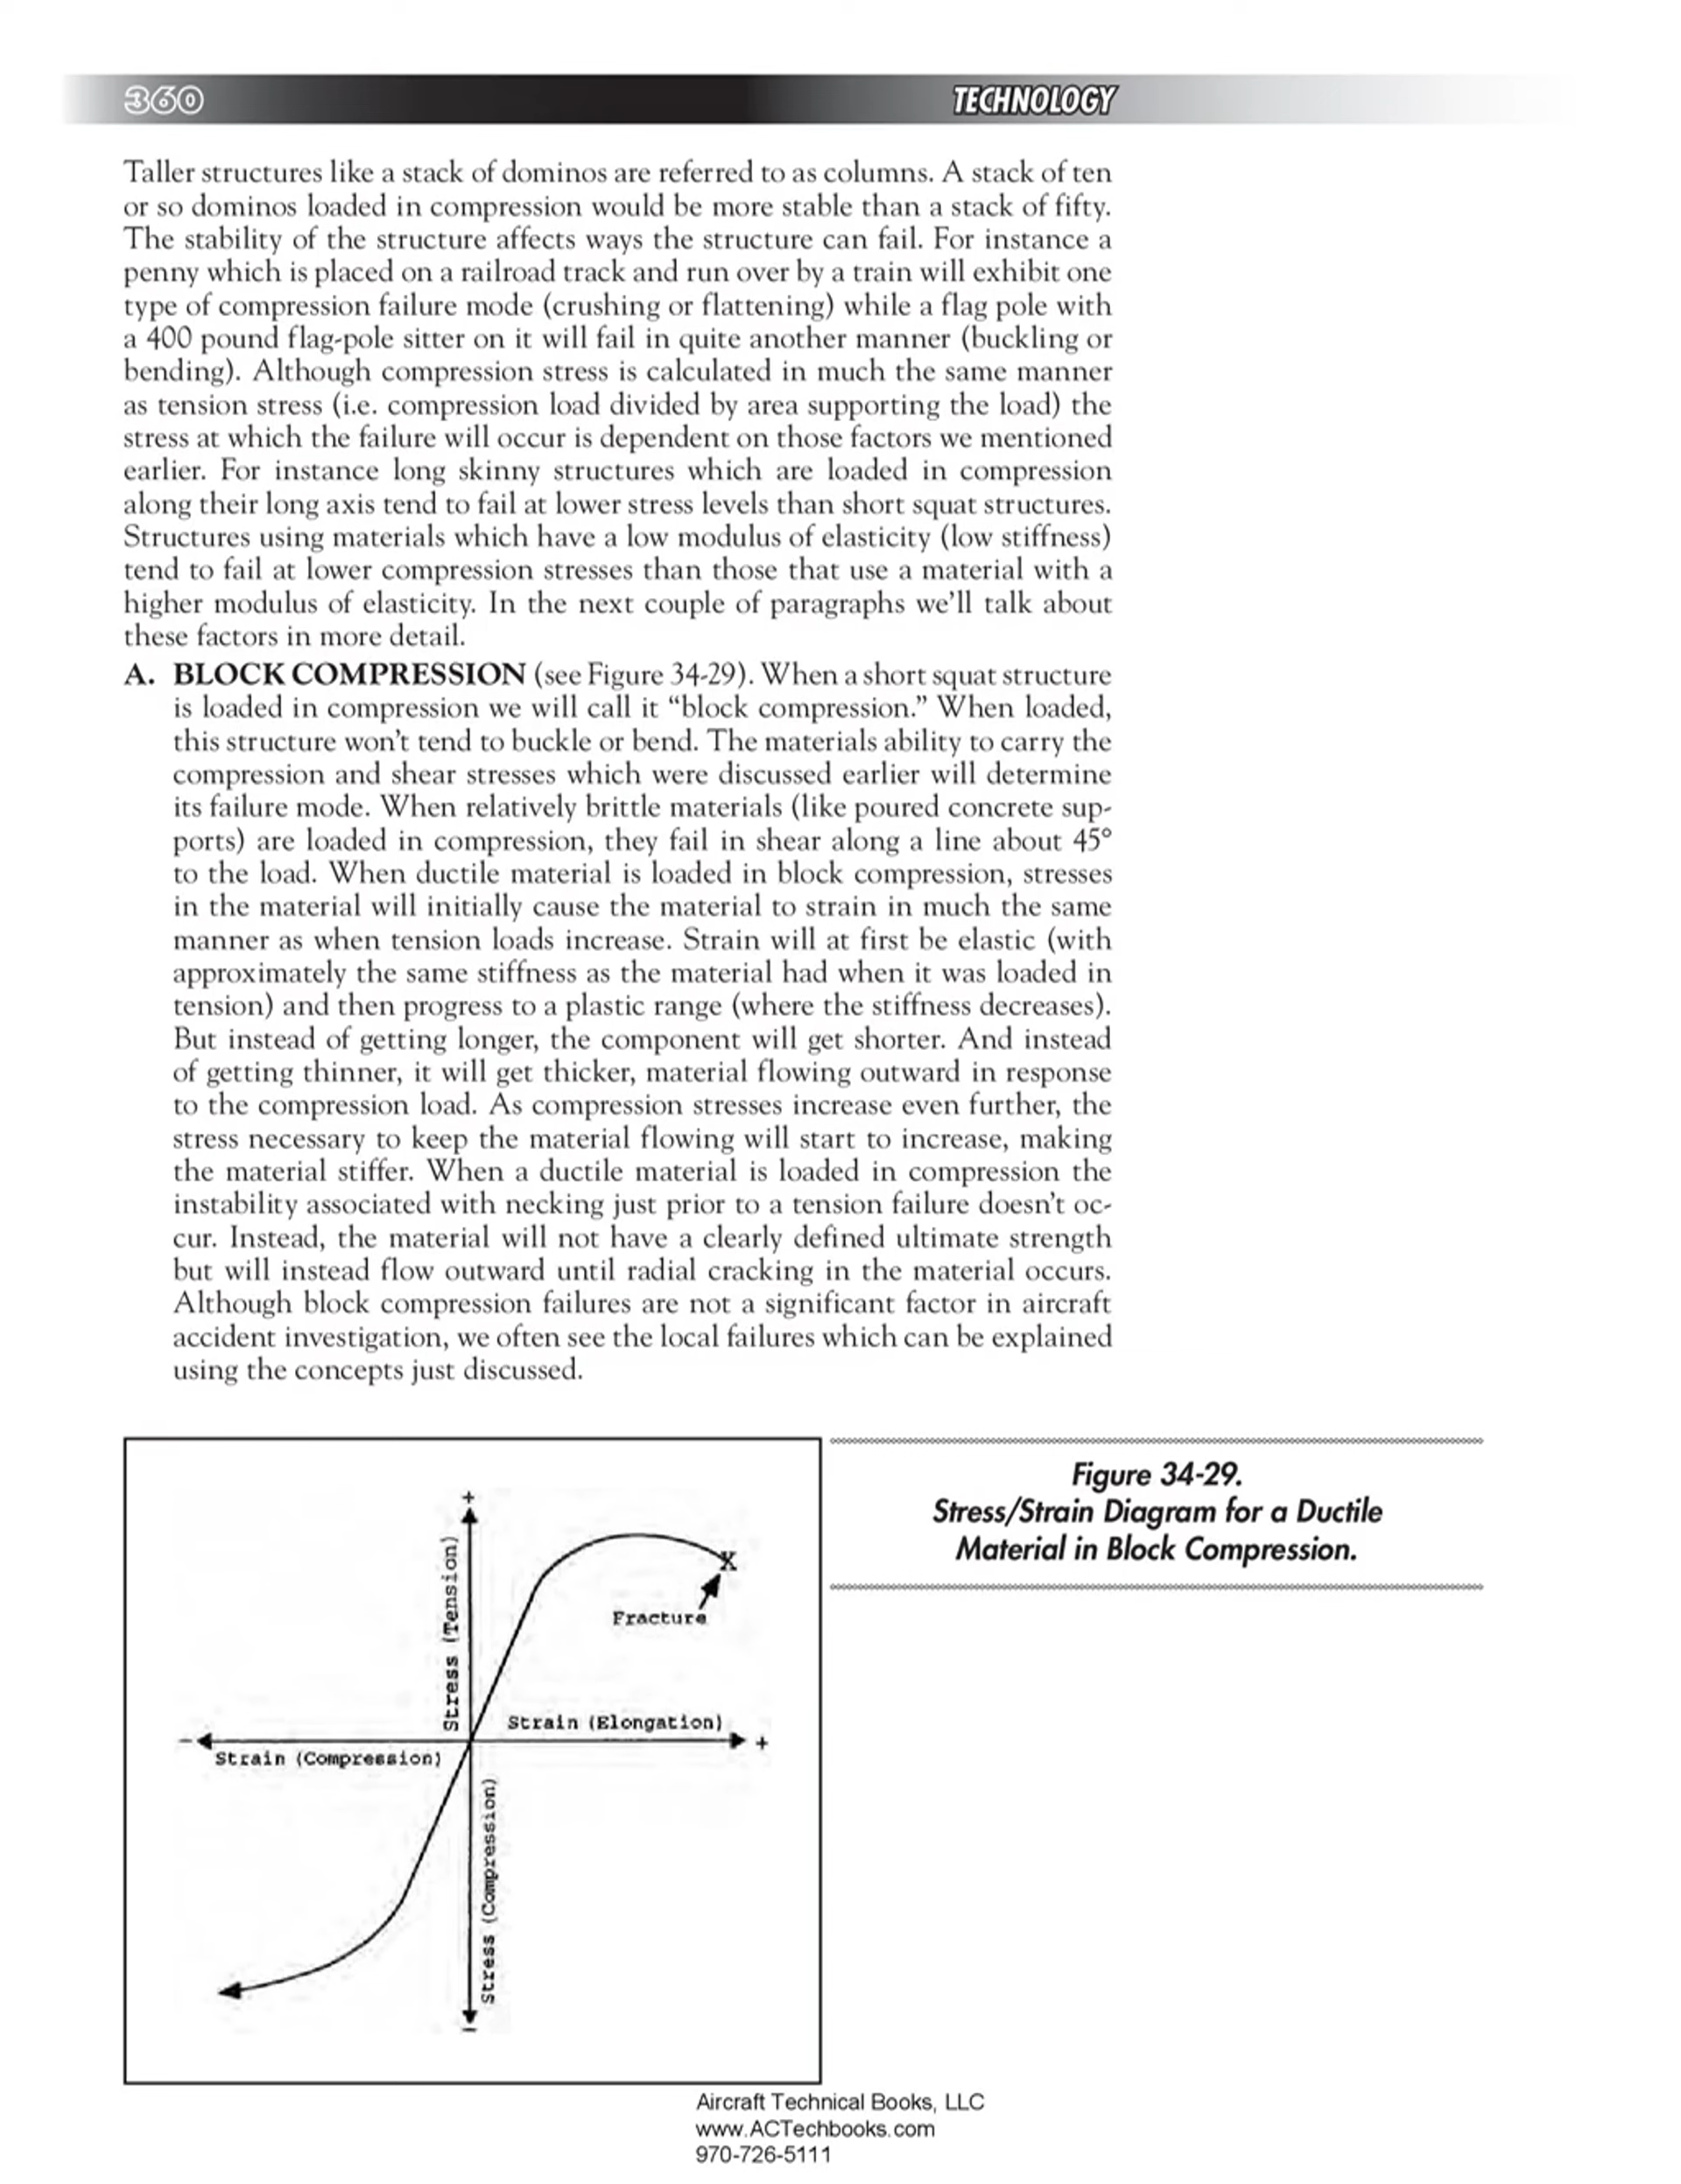 360 TECHNOLOGY
Taller structures like a stack of dominos are referred to as columns. A stack of ten
or so dominos loaded in compression would be more stable than a stack of fifty.
The stability of the structure affects ways the structure can fail. For instance a
penny which is placed on a railroad track and run over by a train will exhibit one
type of compression failure mode (crushing or flattening) while a flag pole with
a 400 pound flag-pole sitter on it will fail in quite another manner (buckling or
bending). Although compression stress is calculated in much the same manner
as tension stress (i.e. compression load divided by area supporting the load) the
stress at which the failure will occur is dependent on those factors we mentioned
earlier. For instance long skinny structures which are loaded in compression
along their long axis tend to fail at lower stress levels than short squat structures.
Structures using materials which have a low modulus of elasticity (low stiffness)
tend to fail at lower compression stresses than those that use a material with a
higher modulus of elasticity. In the next couple of paragraphs we'll talk about
these factors in more detail.
A. BLOCK COMPRESSION (see Figure 34-29). When a short squat structure
is loaded in compression we will call it “block compression.” When loaded,
this structure won't tend to buckle or bend. The materials ability to carry the
compression and shear stresses which were discussed earlier will determine
its failure mode. When relatively brittle materials (like poured concrete sup-
ports) are loaded in compression, they fail in shear along a line about 45°
to the load. When ductile material is loaded in block compression, stresses
in the material will initially cause the material to strain in much the same
manner as when tension loads increase. Strain will at first be elastic (with
approximately the same stiffness as the material had when it was loaded in
tension) and then progress to a plastic range (where the stiffness decreases).
But instead of getting longer, the component will get shorter. And instead
of getting thinner, it will get thicker, material flowing outward in response
to the compression load. As compression stresses increase even further, the
stress necessary to keep the material flowing will start to increase, making
the material stiffer. When a ductile material is loaded in compression the
instability associated with necking just prior to a tension failure doesn't oc-
cur. Instead, the material will not have a clearly defined ultimate strength
but will instead flow outward until radial cracking in the material occurs.
Although block compression failures are not a significant factor in aircraft
accident investigation, we often see the local failures which can be explained
using the concepts just discussed.
+
Stress (Tension)
X
Fracture
Strain (Elongation)
- +
Strain (Compression)
Stress (Compression)
-
Figure 34-29.
Stress/Strain Diagram for a Ductile
Material in Block Compression.
Aircraft Technical Books, LLC
www.ACTechbooks.com
970-726-5111